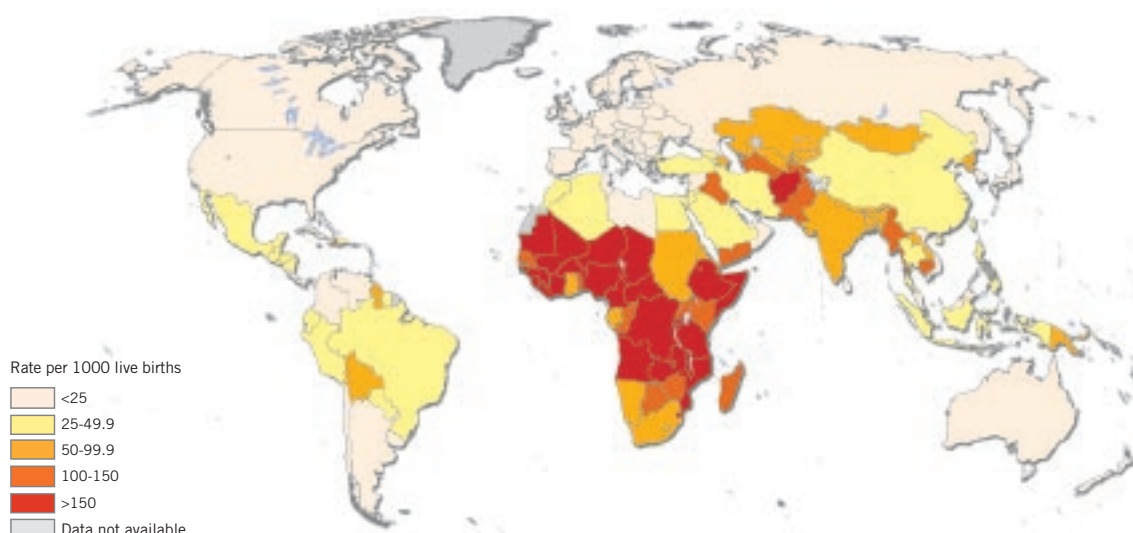 Rate per 1000 live births
<25
25-49.9
50-99.9
100-150
>150
Data not available